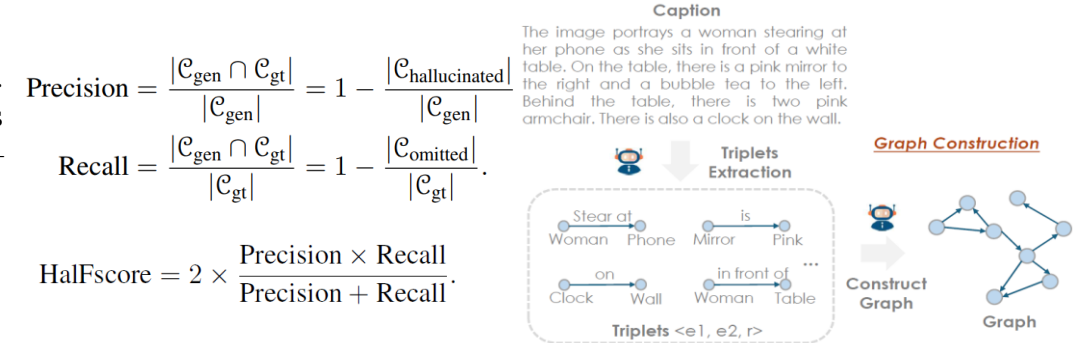 Precision = |C_gen ∩ C_gt| / |C_gen| = 1 − |C_hallucinated| / |C_gen|
Recall = |C_gen ∩ C_gt| / |C_gt| = 1 − |C_omitted| / |C_gt| .
HalFscore = 2 × Precision × Recall / Precision + Recall .
Caption
The image portrays a woman stearing at
her phone as she sits in front of a white
table. On the table, there is a pink mirror to
the right and a bubble tea to the left.
Behind the table, there is two pink
armchair. There is also a clock on the wall.
Triplets
Extraction
Stear at
Woman Phone
is
Mirror Pink
on
Clock Wall
in front of
Woman Table
...
Triplets <e1, e2, r>
Graph Construction
Construct
Graph
Graph